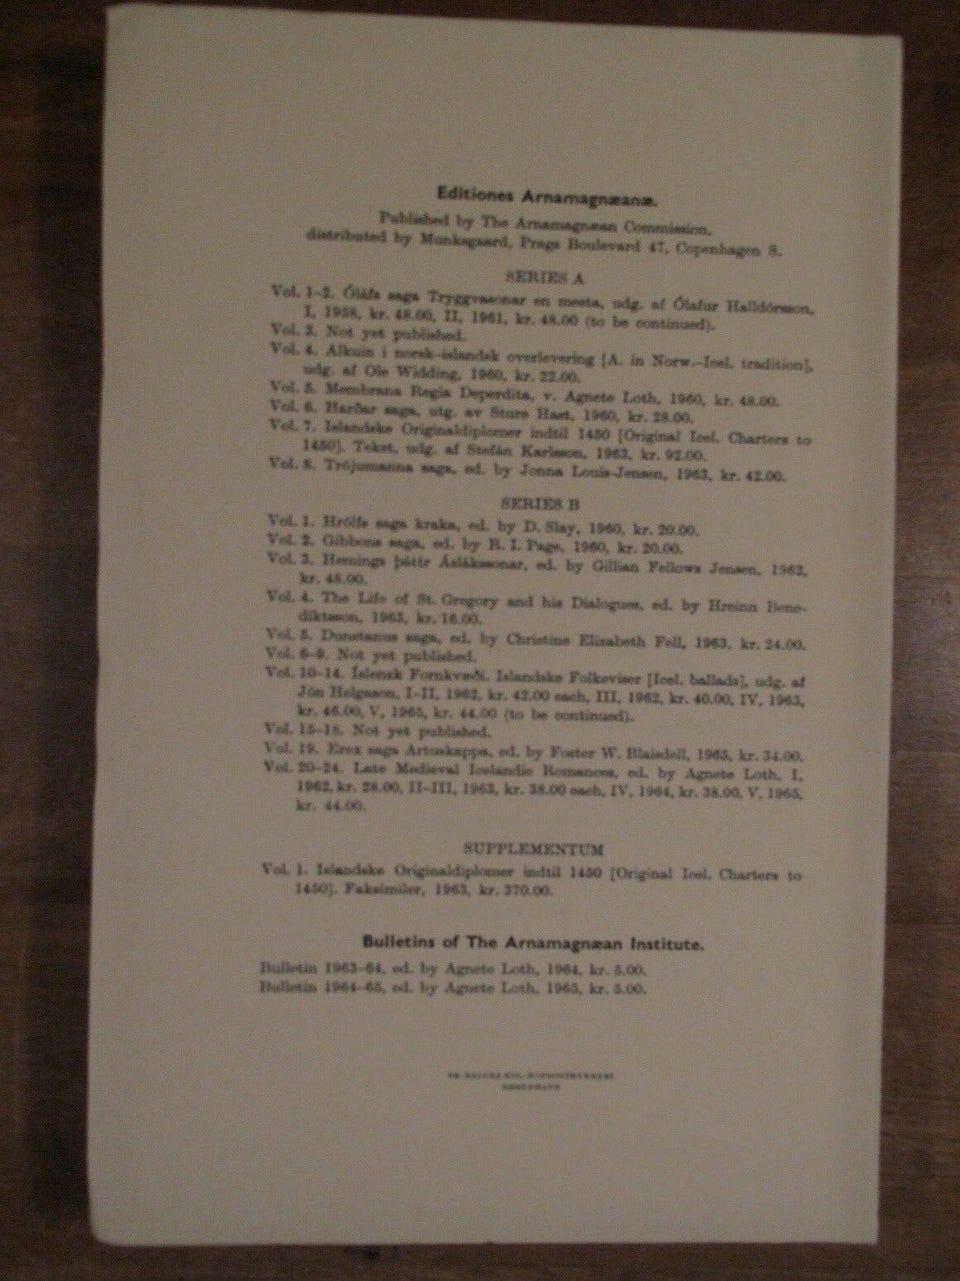 Editiones Arnamagnæanæ.
Published by The Arnamagnæan Commission,
distributed by Munksgaard, Prags Boulevard 47, Copenhagen S.
SERIES A
Vol. 1–2. Óláfs saga Tryggvasonar en mesta, udg. af Ólafur Halldórsson,
I, 1958, kr. 48.00, II, 1961, kr. 48.00 (to be continued).
Vol. 3. Not yet published.
Vol. 4. Alkuin i norsk-islandsk overlevering [A. in Norw.-Icel. tradition],
udg. af Ole Widding, 1960, kr. 22.00.
Vol. 5. Membrana Regia Deperdita, v. Agnete Loth, 1960, kr. 48.00.
Vol. 6. Harðar saga, utg. av Sture Hast, 1960, kr. 28.00.
Vol. 7. Islandske Originaldiplomer indtil 1450 [Original Icel. Charters to
1450]. Tekst, udg. af Stefán Karlsson, 1963, kr. 92.00.
Vol. 8. Trójumanna saga, ed. by Jonna Louis-Jensen, 1963, kr. 42.00.
SERIES B
Vol. 1. Hrólfs saga kraka, ed. by D. Slay, 1960, kr. 20.00.
Vol. 2. Gibbons saga, ed. by R. I. Page, 1960, kr. 20.00.
Vol. 3. Hemings þáttr Áslákssonar, ed. by Gillian Fellows Jensen, 1962,
kr. 48.00.
Vol. 4. The Life of St. Gregory and his Dialogues, ed. by Hreinn Bene-
diktsson, 1963, kr. 16.00.
Vol. 5. Dunstanus saga, ed. by Christine Elizabeth Fell, 1963, kr. 24.00.
Vol. 6–9. Not yet published.
Vol. 10–14. Íslenzk Fornkvæði. Islandske Folkeviser [Icel. ballads], udg. af
Jón Helgason, I–II, 1962, kr. 42.00 each, III, 1962, kr. 40.00, IV, 1963,
kr. 46.00, V, 1965, kr. 44.00 (to be continued).
Vol. 15–18. Not yet published.
Vol. 19. Erex saga Artuskappa, ed. by Foster W. Blaisdell, 1965, kr. 34.00.
Vol. 20–24. Late Medieval Icelandic Romances, ed. by Agnete Loth, I,
1962, kr. 28.00, II–III, 1963, kr. 38.00 each, IV, 1964, kr. 38.00, V, 1965,
kr. 44.00.
SUPPLEMENTUM
Vol. 1. Islandske Originaldiplomer indtil 1450 [Original Icel. Charters to
1450]. Faksimiler, 1963, kr. 370.00.
Bulletins of The Arnamagnæan Institute.
Bulletin 1963–64, ed. by Agnete Loth, 1964, kr. 5.00.
Bulletin 1964–65, ed. by Agnete Loth, 1965, kr. 5.00.
KØBENHAVN